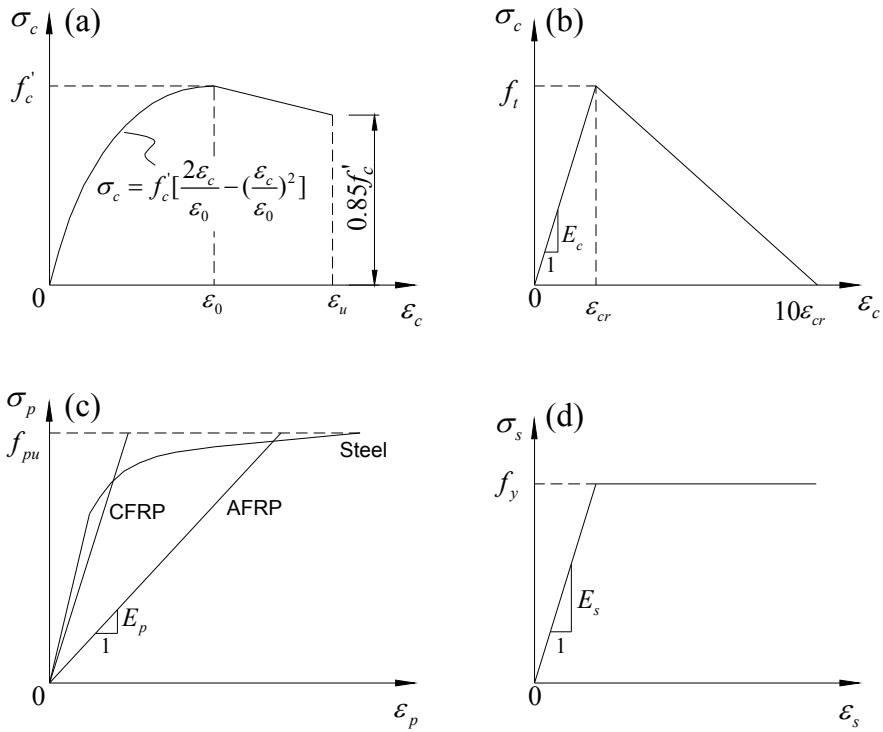 σ_c (a)
f_c'
σ_c = f_c'[2ε_c/ε_0 − (ε_c/ε_0)²]
0.85f_c'
0 ε_0 ε_u ε_c
σ_c (b)
f_t
E_c
1
0 ε_cr 10ε_cr ε_c
σ_p (c)
f_pu
Steel
CFRP AFRP
E_p
1
0 ε_p
σ_s (d)
f_y
E_s
1
0 ε_s